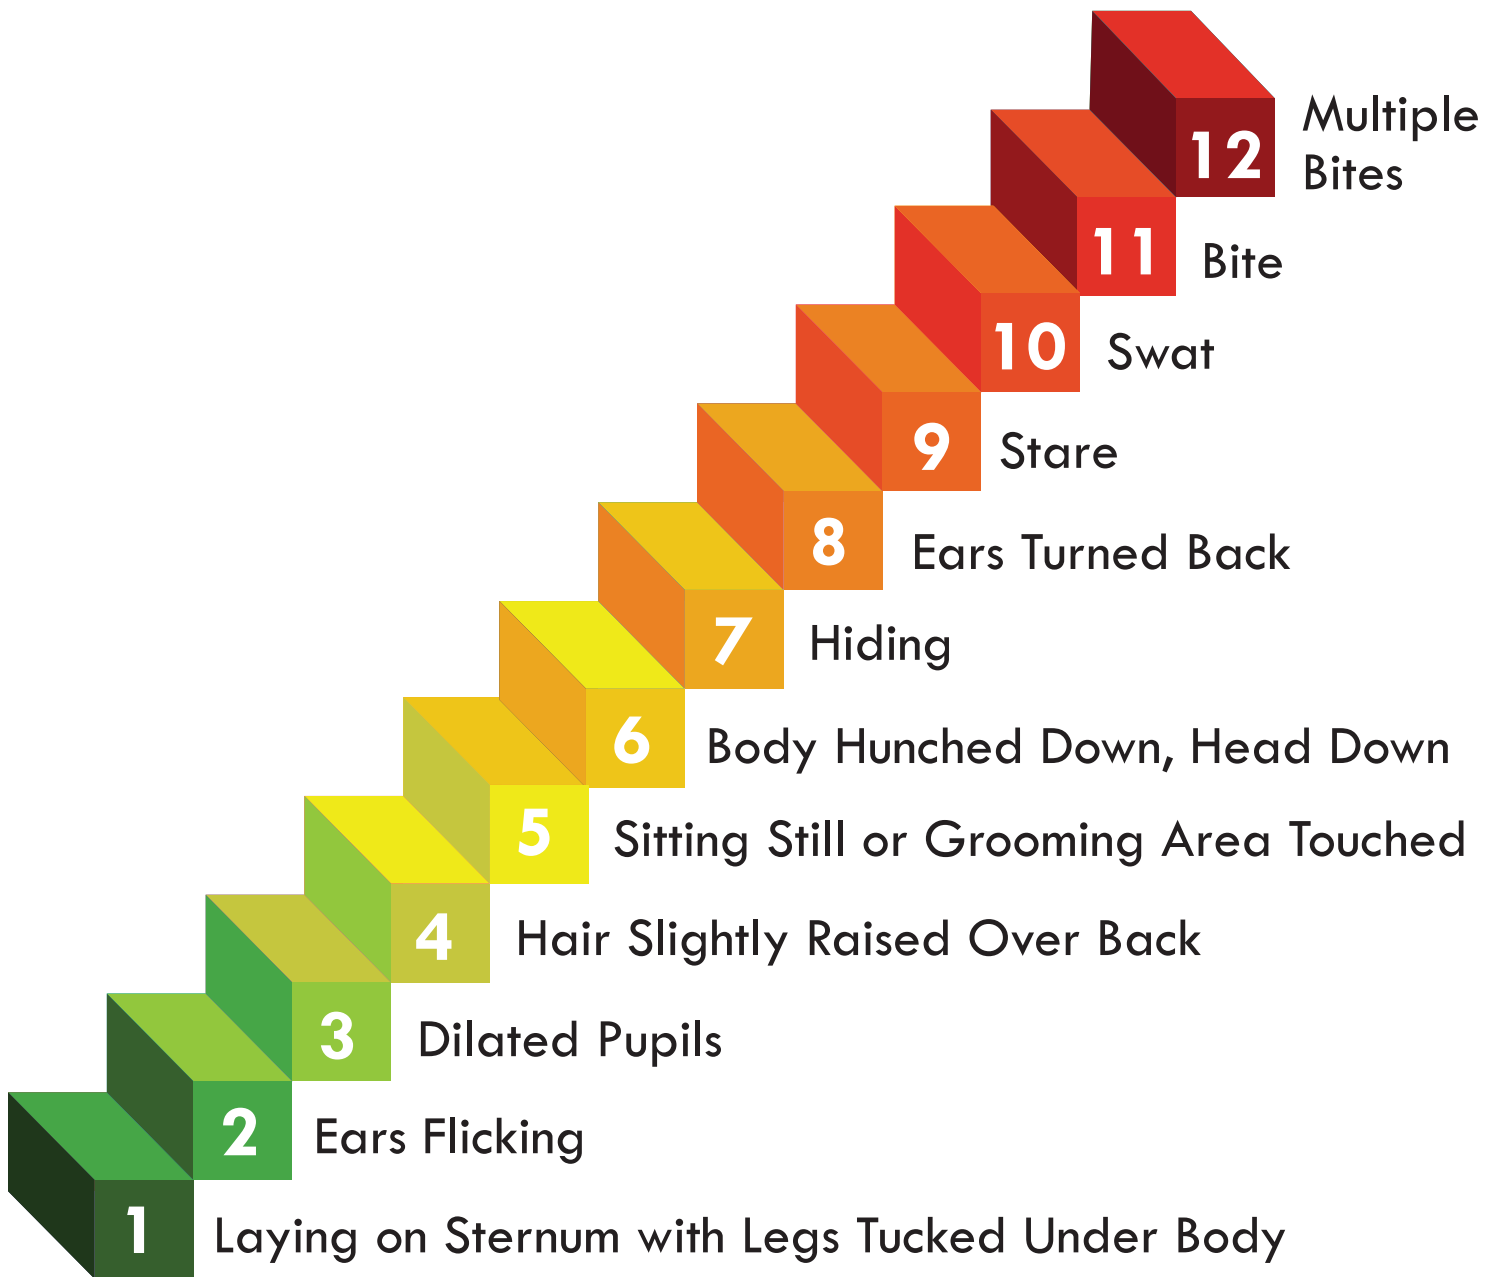 12 Multiple
Bites
11 Bite
10 Swat
9 Stare
8 Ears Turned Back
7 Hiding
6 Body Hunched Down, Head Down
5 Sitting Still or Grooming Area Touched
4 Hair Slightly Raised Over Back
3 Dilated Pupils
2 Ears Flicking
1 Laying on Sternum with Legs Tucked Under Body